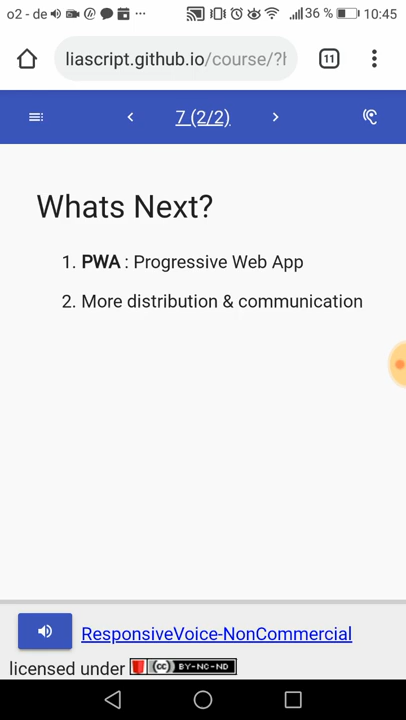 o2 - de ... 36 % 10:45
liascript.github.io/course/?h 11
7 (2/2)
Whats Next?
1. PWA : Progressive Web App
2. More distribution & communication
ResponsiveVoice-NonCommercial
licensed under cc BY-NC-ND